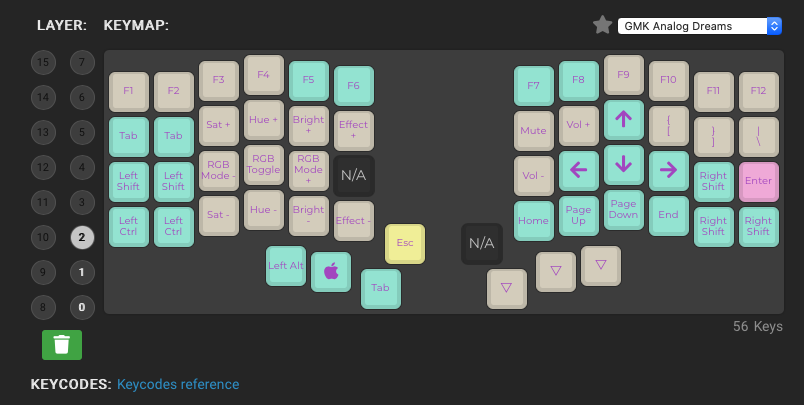 LAYER: KEYMAP: GMK Analog Dreams
15 7
14 6
13 5
12 4
11 3
10 2
9 1
8 0
F1 F2 F3 F4 F5 F6 F7 F8 F9 F10 F11 F12
Tab Tab Sat + Hue + Bright + Effect + Mute Vol + { [ } ] | \
Left Shift Left Shift RGB Mode - RGB Toggle RGB Mode + N/A Vol - Right Shift Enter
Left Ctrl Left Ctrl Sat - Hue - Bright - Effect - Home Page Up Page Down End Right Shift Right Shift
Esc N/A
Left Alt Tab ▽ ▽ ▽
56 Keys
KEYCODES: Keycodes reference